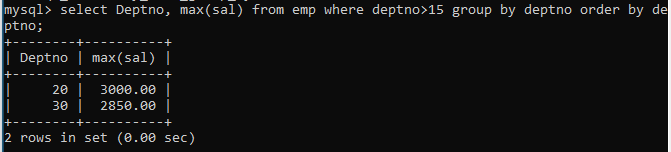 mysql> select Deptno, max(sal) from emp where deptno>15 group by deptno order by de
ptno;
+--------+----------+
| Deptno | max(sal) |
+--------+----------+
|     20 |  3000.00 |
|     30 |  2850.00 |
+--------+----------+
2 rows in set (0.00 sec)